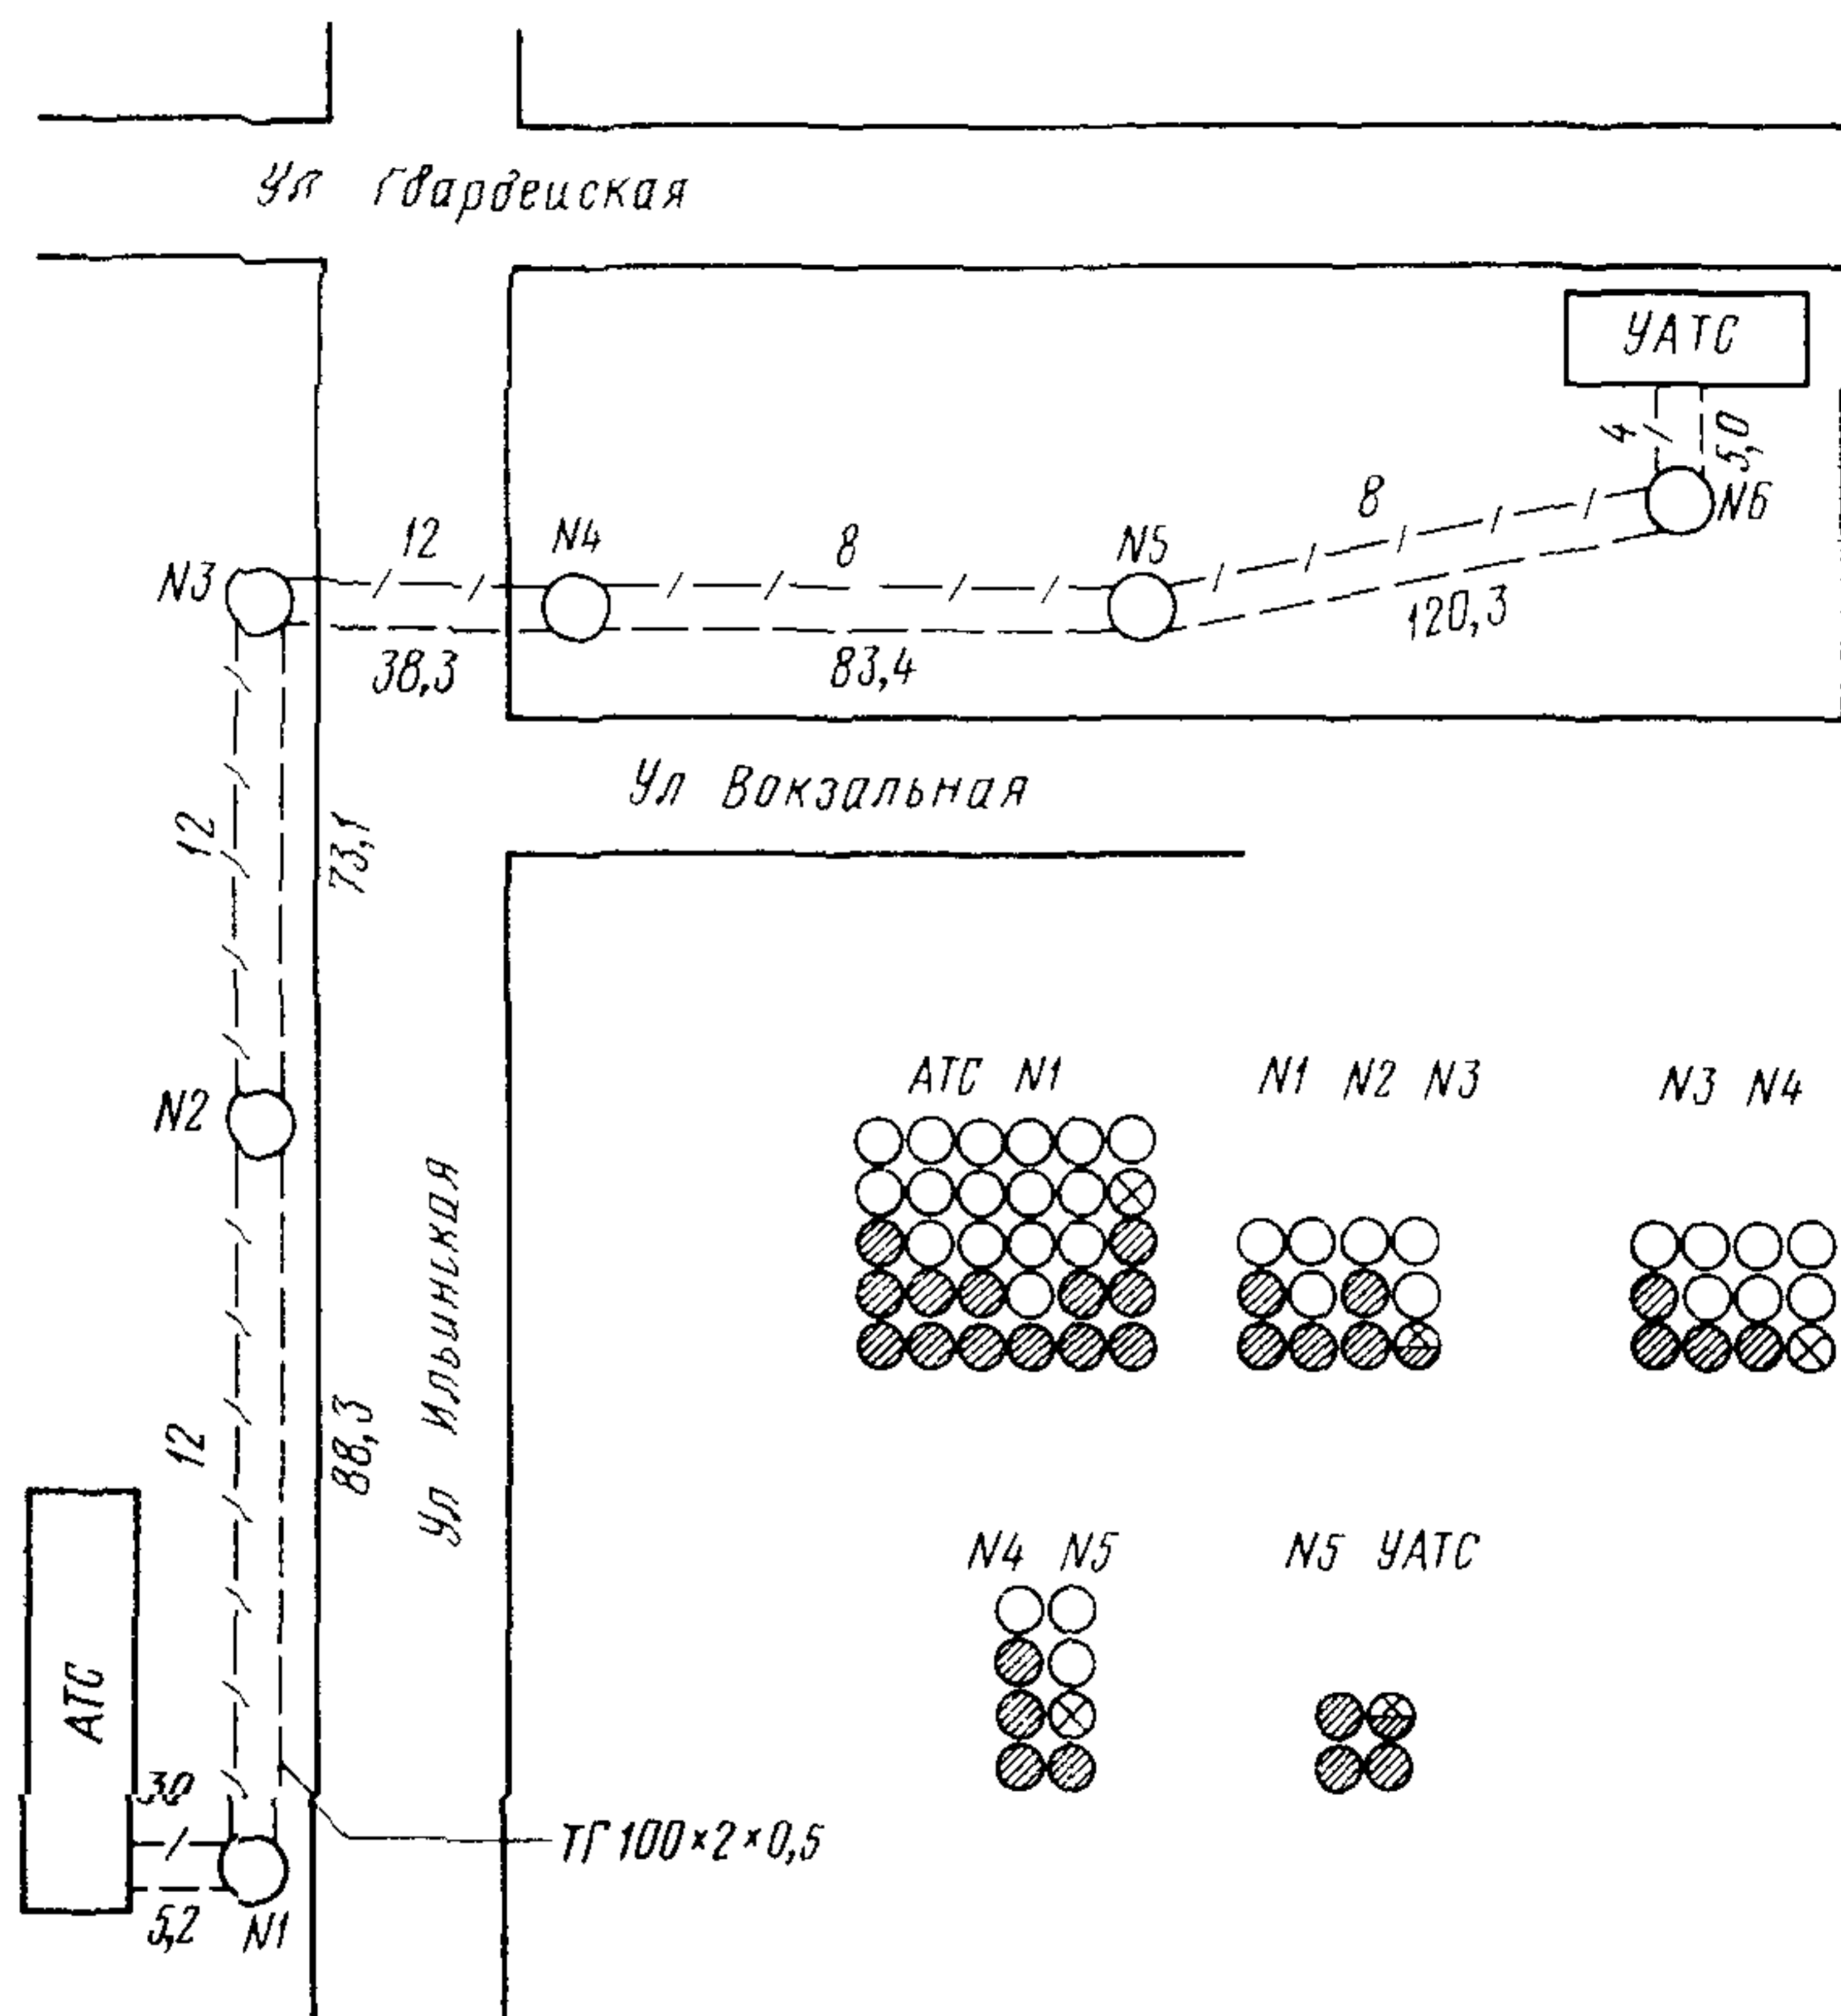 Ул Гвардейская
УАТС
4
5,0
N6
8
120,3
N5
8
83,4
N4
12
38,3
N3
Ул Вокзальная
12
73,1
N2
АТС N1
N1 N2 N3
N3 N4
Ул Ильинская
12
88,3
N4 N5
N5 УАТС
АТС
30
5,2
N1
ТГ 100×2×0,5